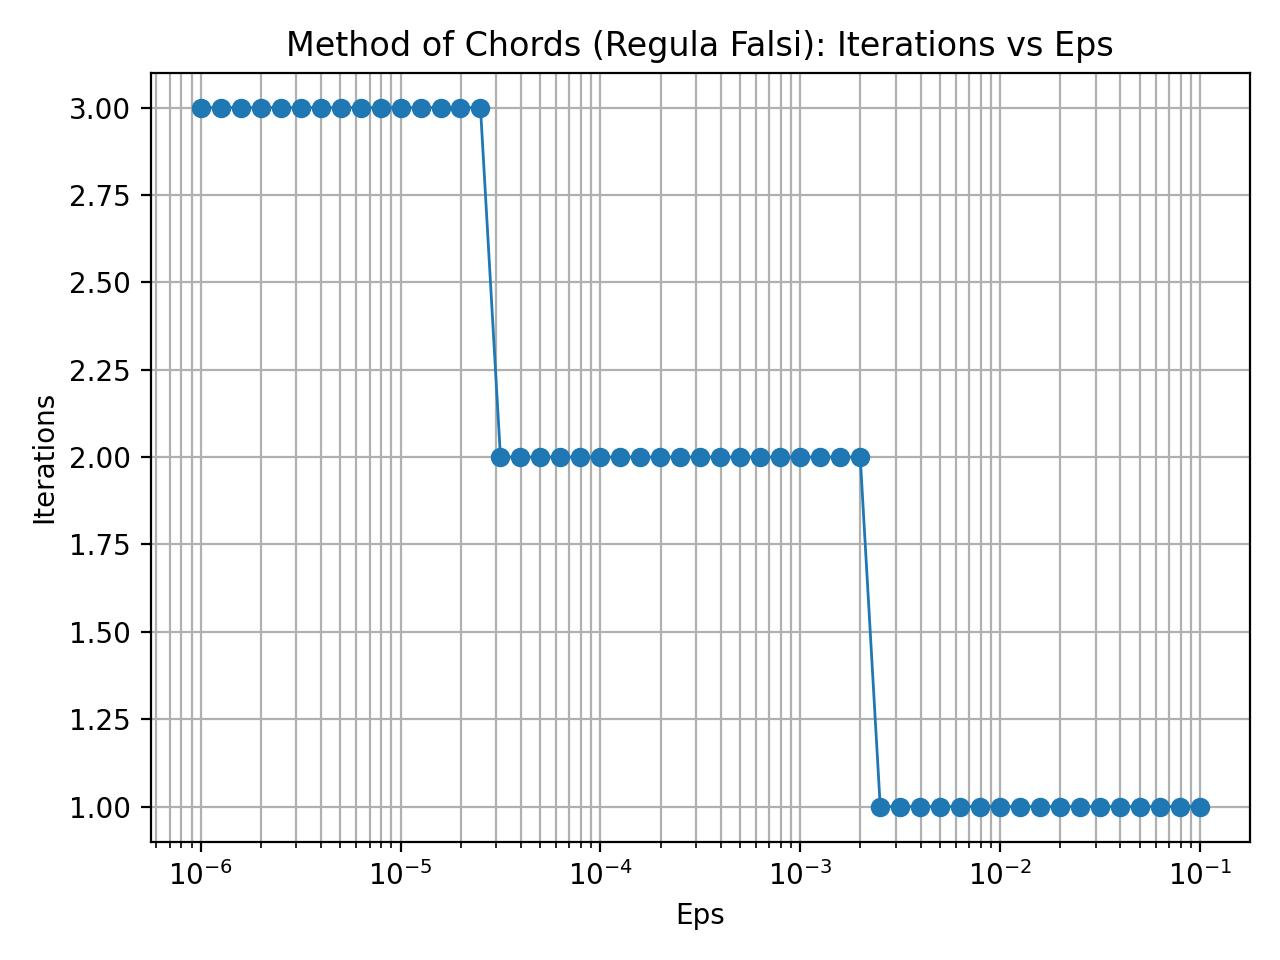 Method of Chords (Regula Falsi): Iterations vs Eps
Iterations
3.00
2.75
2.50
2.25
2.00
1.75
1.50
1.25
1.00
10⁻⁶ 10⁻⁵ 10⁻⁴ 10⁻³ 10⁻² 10⁻¹
Eps